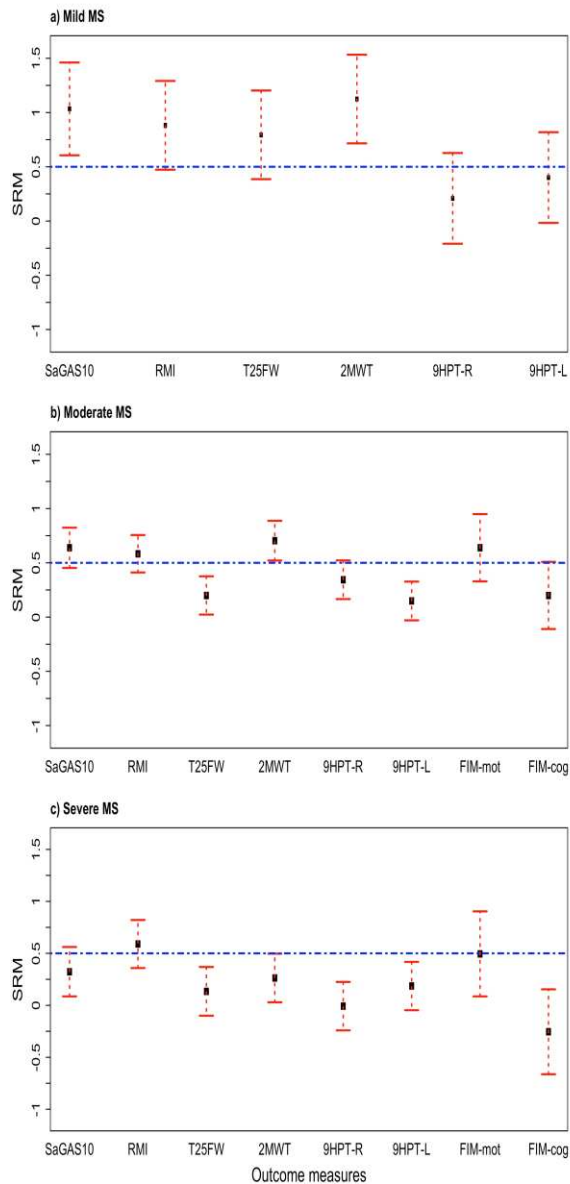 a) Mild MS
1.5
1
0.5
0
-0.5
-1
SRM
SaGAS10 RMI T25FW 2MWT 9HPT-R 9HPT-L
b) Moderate MS
1.5
1
0.5
0
-0.5
-1
SRM
SaGAS10 RMI T25FW 2MWT 9HPT-R 9HPT-L FIM-mot FIM-cog
c) Severe MS
1.5
1
0.5
0
-0.5
-1
SRM
SaGAS10 RMI T25FW 2MWT 9HPT-R 9HPT-L FIM-mot FIM-cog
Outcome measures